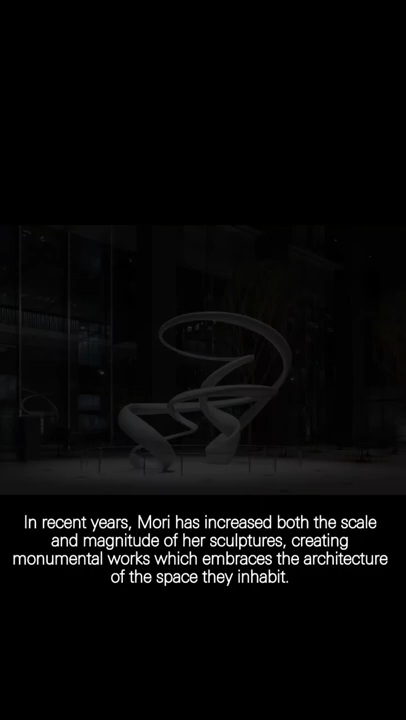 In recent years, Mori has increased both the scale
and magnitude of her sculptures, creating
monumental works which embraces the architecture
of the space they inhabit.